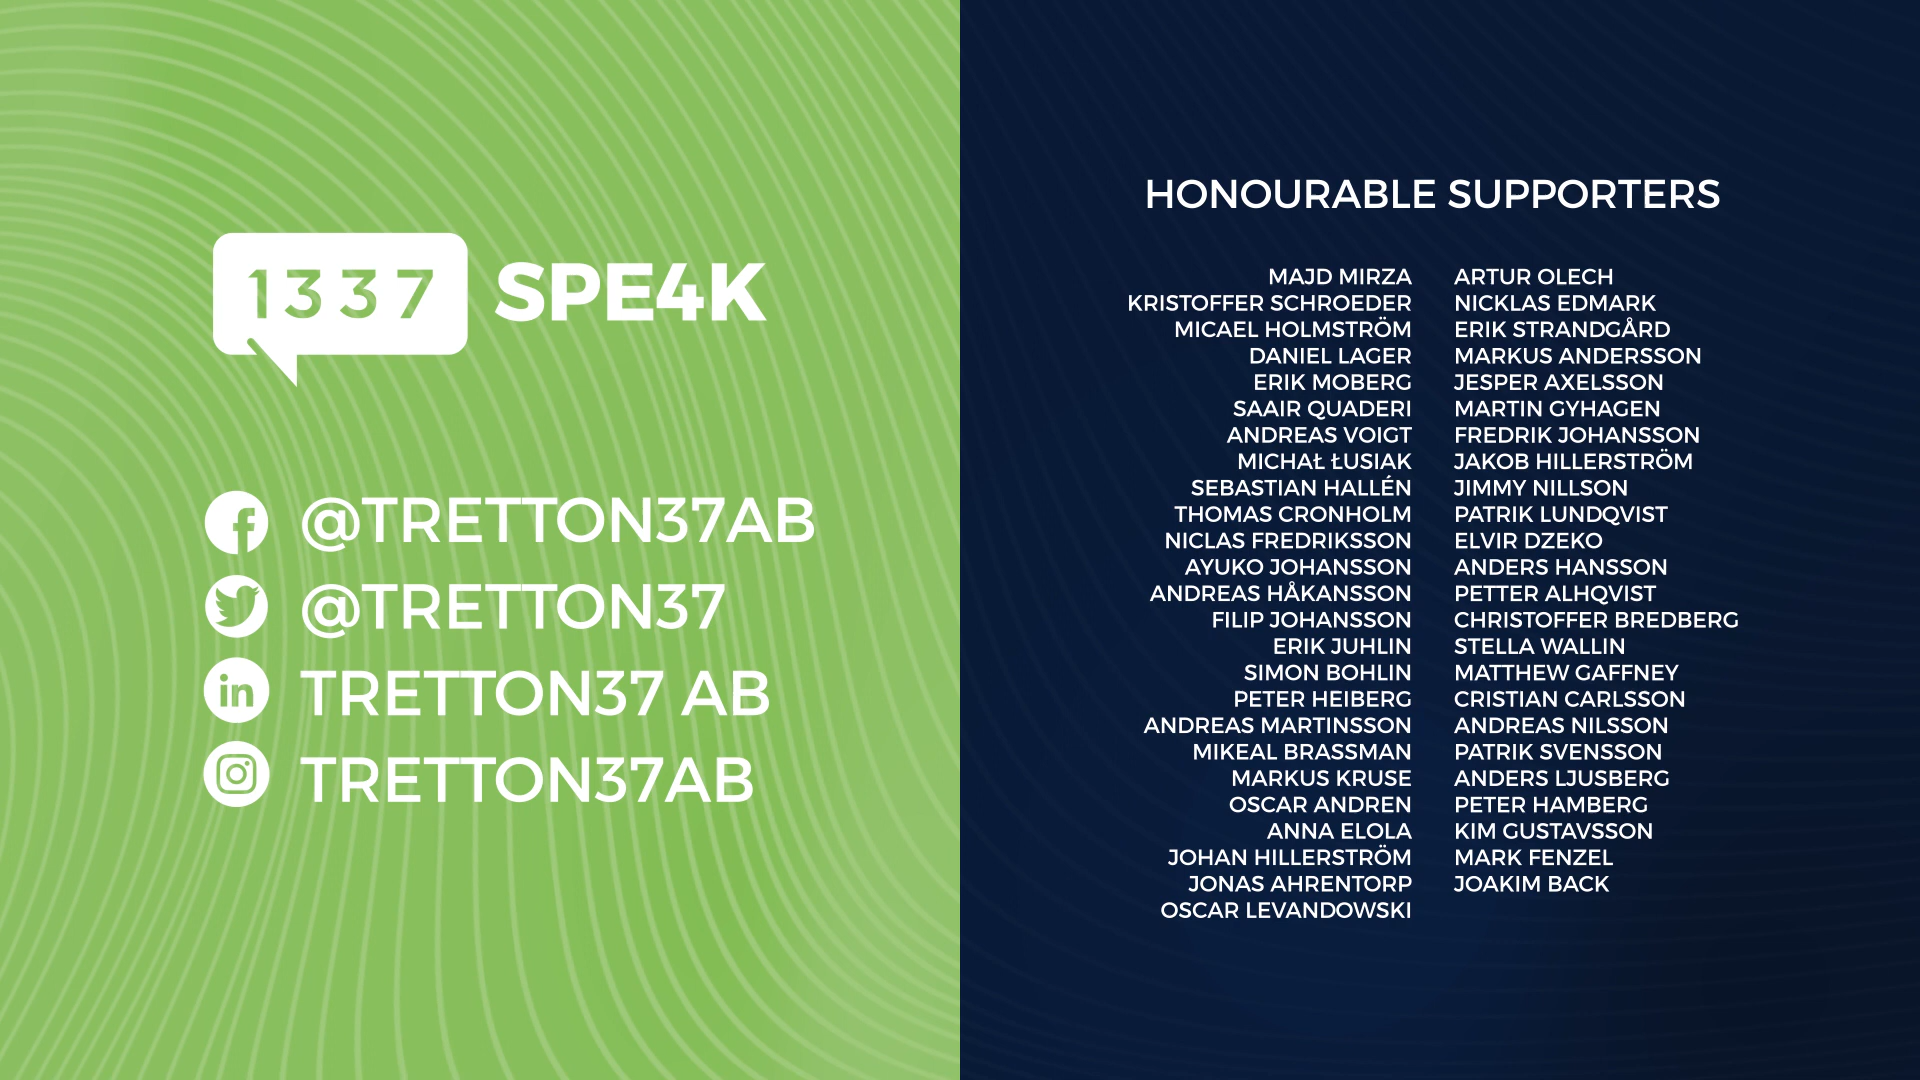 1337 SPE4K
@TRETTON37AB
@TRETTON37
in TRETTON37 AB
TRETTON37AB
HONOURABLE SUPPORTERS
MAJD MIRZA
KRISTOFFER SCHROEDER
MICAEL HOLMSTRÖM
DANIEL LAGER
ERIK MOBERG
SAAIR QUADERI
ANDREAS VOIGT
MICHAŁ ŁUSIAK
SEBASTIAN HALLÉN
THOMAS CRONHOLM
NICLAS FREDRIKSSON
AYUKO JOHANSSON
ANDREAS HÅKANSSON
FILIP JOHANSSON
ERIK JUHLIN
SIMON BOHLIN
PETER HEIBERG
ANDREAS MARTINSSON
MIKEAL BRASSMAN
MARKUS KRUSE
OSCAR ANDREN
ANNA ELOLA
JOHAN HILLERSTRÖM
JONAS AHRENTORP
OSCAR LEVANDOWSKI
ARTUR OLECH
NICKLAS EDMARK
ERIK STRANDGÅRD
MARKUS ANDERSSON
JESPER AXELSSON
MARTIN GYHAGEN
FREDRIK JOHANSSON
JAKOB HILLERSTRÖM
JIMMY NILLSON
PATRIK LUNDQVIST
ELVIR DZEKO
ANDERS HANSSON
PETTER ALHQVIST
CHRISTOFFER BREDBERG
STELLA WALLIN
MATTHEW GAFFNEY
CRISTIAN CARLSSON
ANDREAS NILSSON
PATRIK SVENSSON
ANDERS LJUSBERG
PETER HAMBERG
KIM GUSTAVSSON
MARK FENZEL
JOAKIM BACK